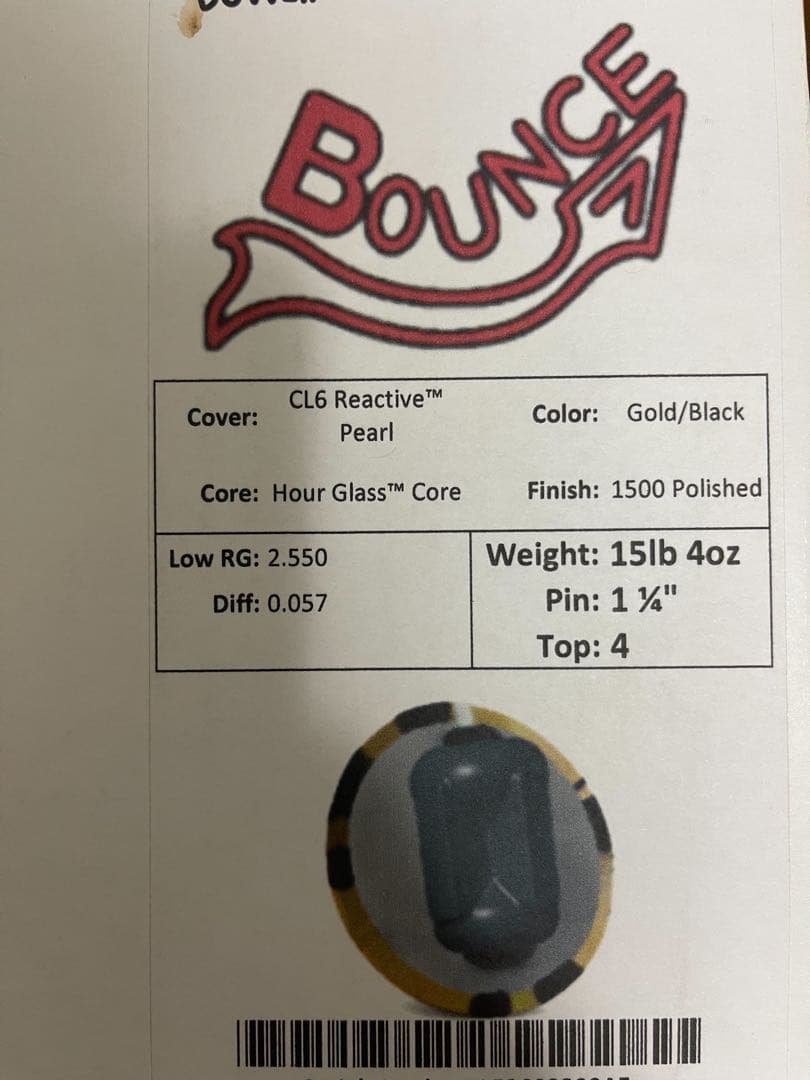 BOUNCE
Cover: CL6 Reactive™ Pearl
Color: Gold/Black
Core: Hour Glass™ Core
Finish: 1500 Polished
Low RG: 2.550
Diff: 0.057
Weight: 15lb 4oz
Pin: 1 ¼"
Top: 4